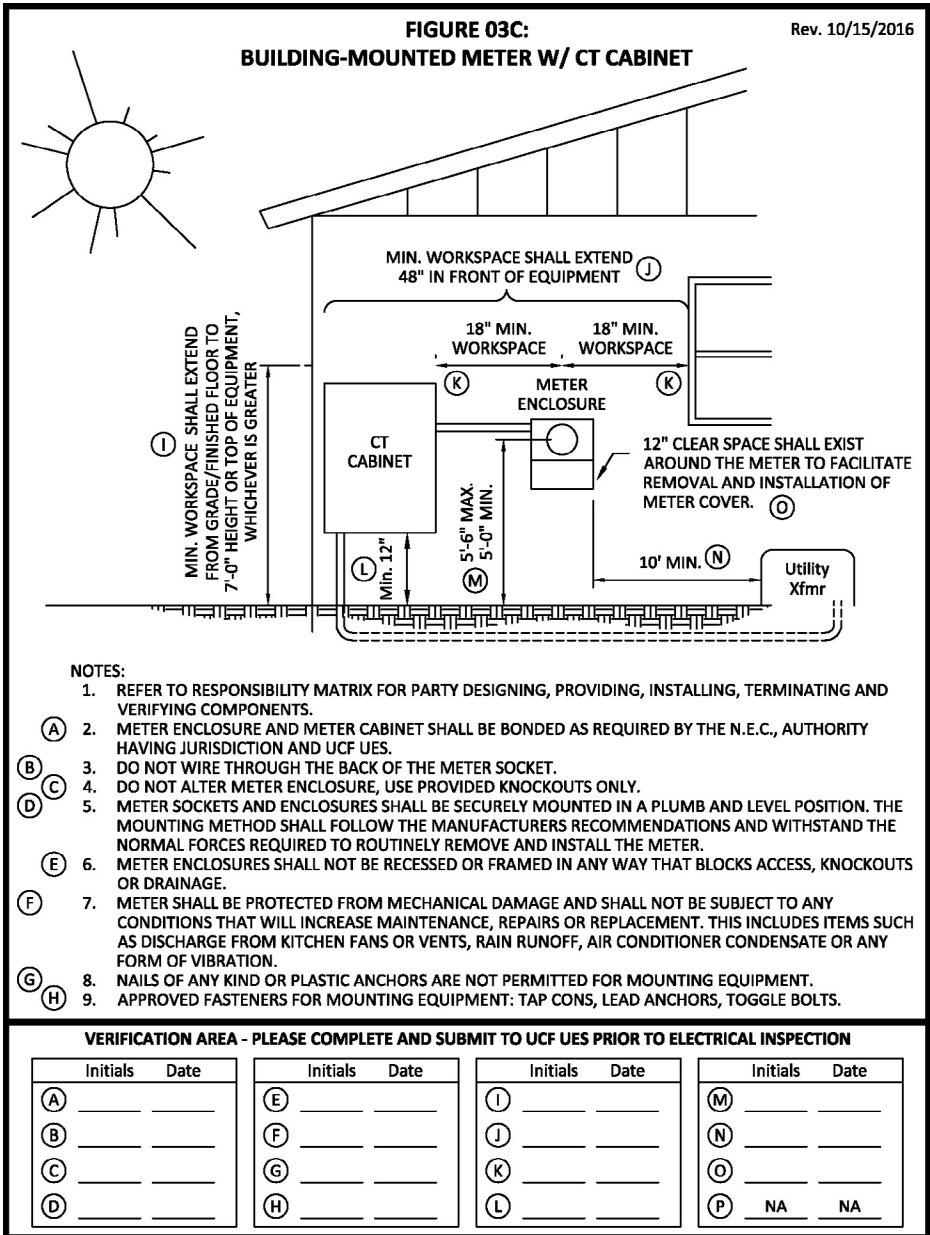 FIGURE 03C:
Rev. 10/15/2016
BUILDING-MOUNTED METER W/ CT CABINET
MIN. WORKSPACE SHALL EXTEND
48" IN FRONT OF EQUIPMENT
J
18" MIN.
WORKSPACE
18" MIN.
WORKSPACE
K
K
I
MIN. WORKSPACE SHALL EXTEND
FROM GRADE/FINISHED FLOOR TO
7'-0" HEIGHT OR TOP OF EQUIPMENT,
WHICHEVER IS GREATER
METER
ENCLOSURE
CT
CABINET
12" CLEAR SPACE SHALL EXIST
AROUND THE METER TO FACILITATE
REMOVAL AND INSTALLATION OF
METER COVER. O
L
Min. 12"
5'-6" MAX.
5'-0" MIN.
M
10' MIN. N
Utility
Xfmr
NOTES:
1. REFER TO RESPONSIBILITY MATRIX FOR PARTY DESIGNING, PROVIDING, INSTALLING, TERMINATING AND
VERIFYING COMPONENTS.
A 2. METER ENCLOSURE AND METER CABINET SHALL BE BONDED AS REQUIRED BY THE N.E.C., AUTHORITY
HAVING JURISDICTION AND UCF UES.
B 3. DO NOT WIRE THROUGH THE BACK OF THE METER SOCKET.
C 4. DO NOT ALTER METER ENCLOSURE, USE PROVIDED KNOCKOUTS ONLY.
D 5. METER SOCKETS AND ENCLOSURES SHALL BE SECURELY MOUNTED IN A PLUMB AND LEVEL POSITION. THE
MOUNTING METHOD SHALL FOLLOW THE MANUFACTURERS RECOMMENDATIONS AND WITHSTAND THE
NORMAL FORCES REQUIRED TO ROUTINELY REMOVE AND INSTALL THE METER.
E 6. METER ENCLOSURES SHALL NOT BE RECESSED OR FRAMED IN ANY WAY THAT BLOCKS ACCESS, KNOCKOUTS
OR DRAINAGE.
F 7. METER SHALL BE PROTECTED FROM MECHANICAL DAMAGE AND SHALL NOT BE SUBJECT TO ANY
CONDITIONS THAT WILL INCREASE MAINTENANCE, REPAIRS OR REPLACEMENT. THIS INCLUDES ITEMS SUCH
AS DISCHARGE FROM KITCHEN FANS OR VENTS, RAIN RUNOFF, AIR CONDITIONER CONDENSATE OR ANY
FORM OF VIBRATION.
G 8. NAILS OF ANY KIND OR PLASTIC ANCHORS ARE NOT PERMITTED FOR MOUNTING EQUIPMENT.
H 9. APPROVED FASTENERS FOR MOUNTING EQUIPMENT: TAP CONS, LEAD ANCHORS, TOGGLE BOLTS.
VERIFICATION AREA - PLEASE COMPLETE AND SUBMIT TO UCF UES PRIOR TO ELECTRICAL INSPECTION
Initials Date
A
B
C
D
Initials Date
E
F
G
H
Initials Date
I
J
K
L
Initials Date
M
N
O
P NA NA